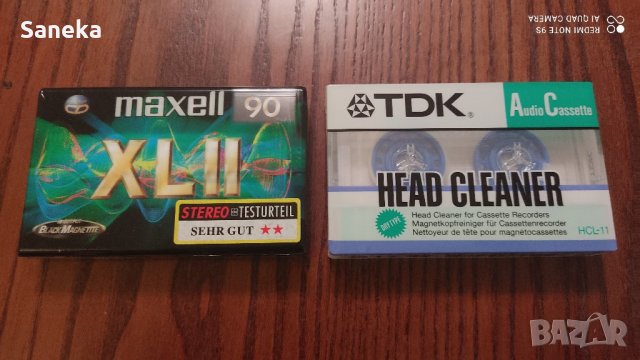 Saneka
REDMI NOTE 9S
AI QUAD CAMERA
maxell 90
XLII
BLACK MAGNETITE
STEREO TESTURTEIL
SEHR GUT ★★
TDK®
Audio Cassette
HEAD CLEANER
DRY TYPE
Head Cleaner for Cassette Recorders
Magnetkopfreiniger für Cassettenrecorder
Nettoyeur de tête pour magnétocassettes
HCL-11
BAZAR